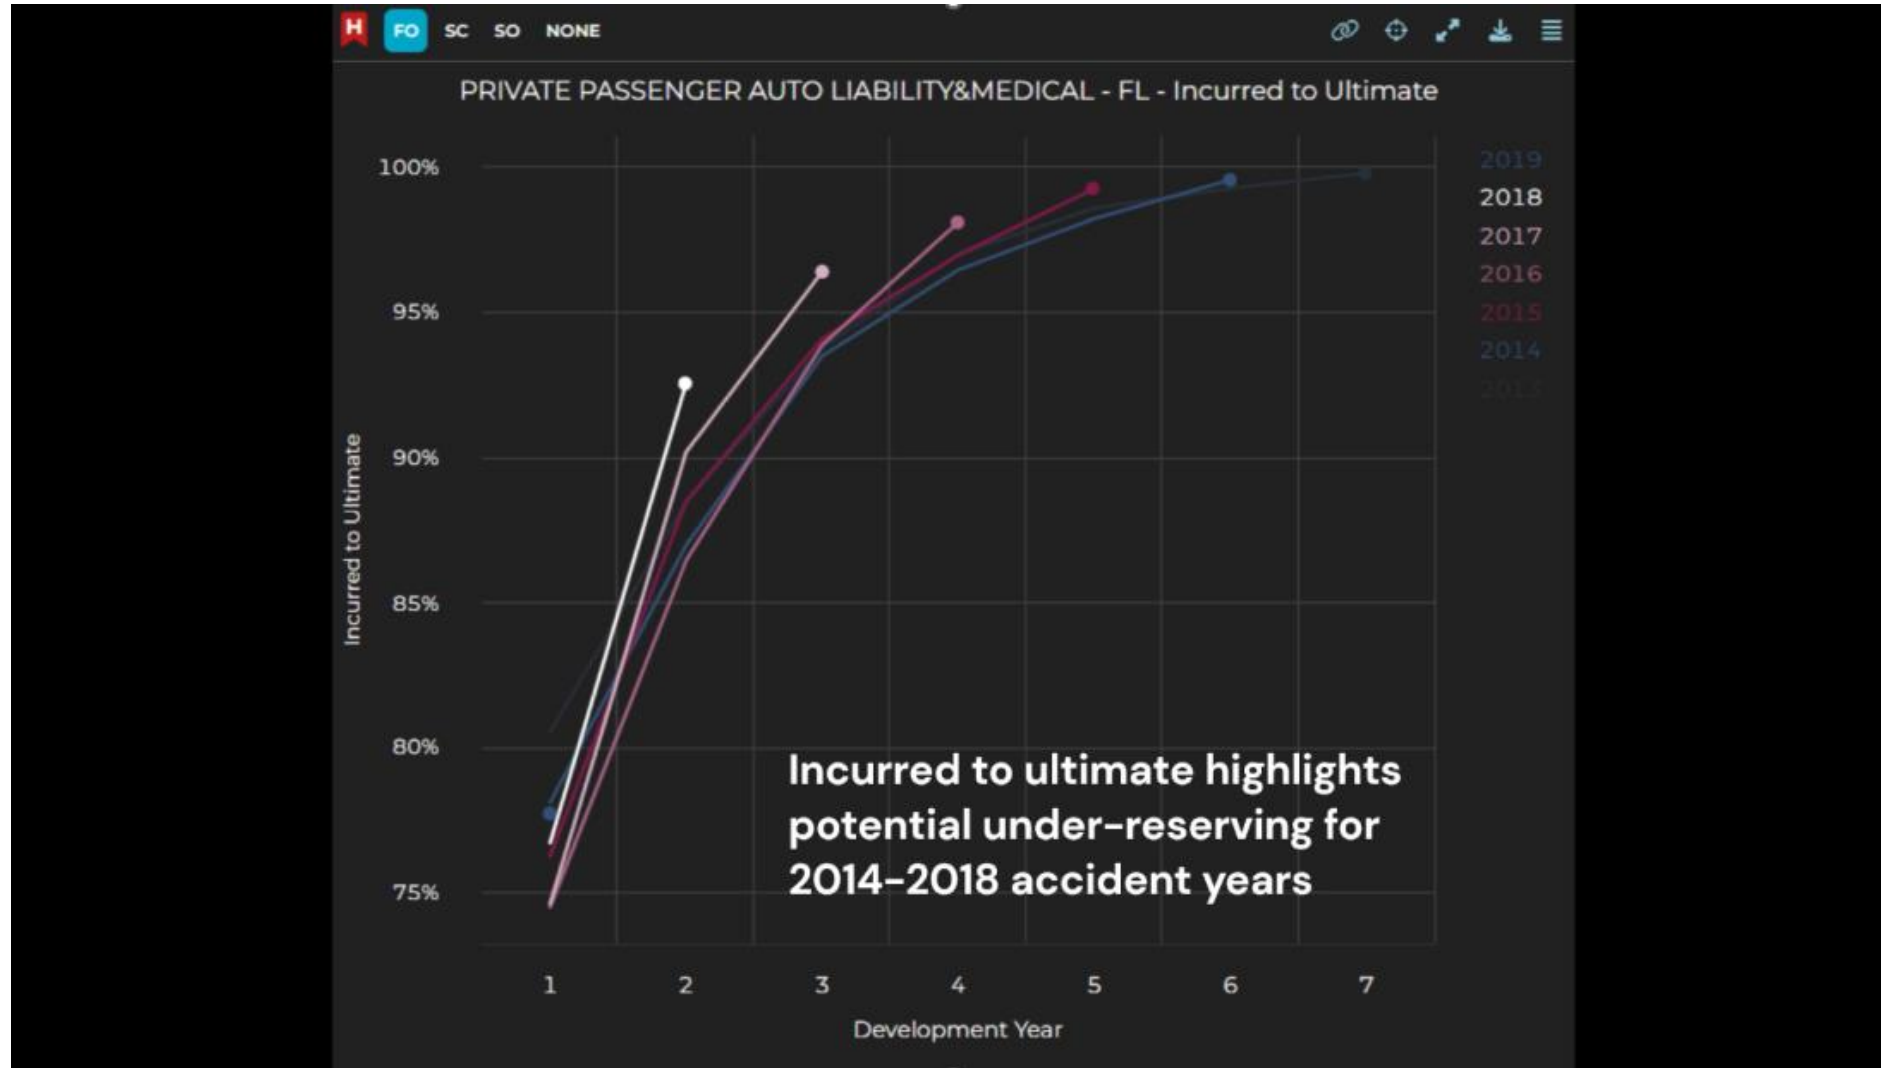 H FO SC SO NONE
PRIVATE PASSENGER AUTO LIABILITY&MEDICAL - FL - Incurred to Ultimate
100%
95%
90%
85%
80%
75%
Incurred to Ultimate
2019
2018
2017
2016
2015
2014
2013
Incurred to ultimate highlights
potential under-reserving for
2014-2018 accident years
1 2 3 4 5 6 7
Development Year